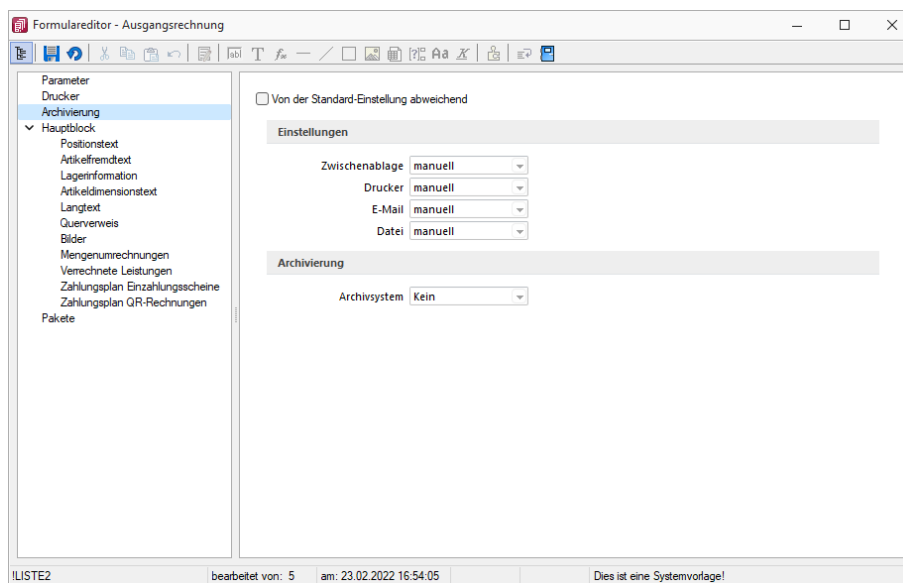 Formulareditor - Ausgangsrechnung
Parameter
Drucker
Archivierung
Hauptblock
Positionstext
Artikelfremdtext
Lagerinformation
Artikeldimensionstext
Langtext
Querverweis
Bilder
Mengenumrechnungen
Verrechnete Leistungen
Zahlungsplan Einzahlungsscheine
Zahlungsplan QR-Rechnungen
Pakete
Von der Standard-Einstellung abweichend
Einstellungen
Zwischenablage manuell
Drucker manuell
E-Mail manuell
Datei manuell
Archivierung
Archivsystem Kein
!LISTE2 bearbeitet von: 5 am: 23.02.2022 16:54:05 Dies ist eine Systemvorlage!